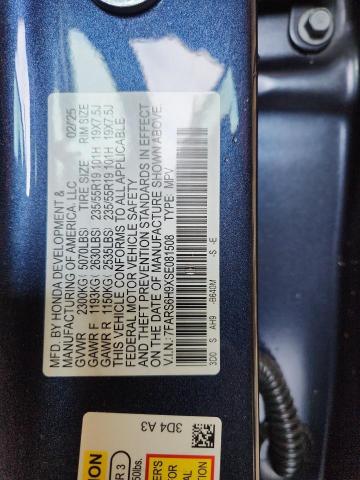 MFD. BY HONDA DEVELOPMENT &
MANUFACTURING OF AMERICA, LLC 02/25
GVWR 2300KG( 5070LBS) TIRE SIZE RIM SIZE
GAWR F 1193KG( 2630LBS) 235/55R19 101H 19X7.5J
GAWR R 1150KG( 2535LBS) 235/55R19 101H 19X7.5J
THIS VEHICLE CONFORMS TO ALL APPLICABLE
FEDERAL MOTOR VEHICLE SAFETY
AND THEFT PREVENTION STANDARDS IN EFFECT
ON THE DATE OF MANUFACTURE SHOWN ABOVE.
V.I.N.: 7FARS6H9XSE081508 TYPE: MPV
3D0 S AH9 -B640M -S -E
3D4 A3